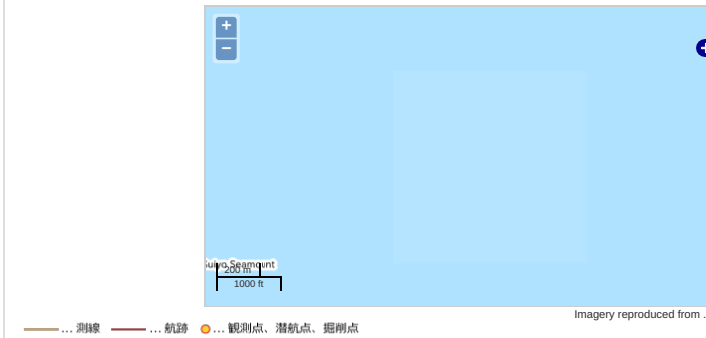 +
−
Suiyo Seamount
200 m
1000 ft
Imagery reproduced from .
... 測線 ... 航跡 ... 観測点、潜航点、掘削点